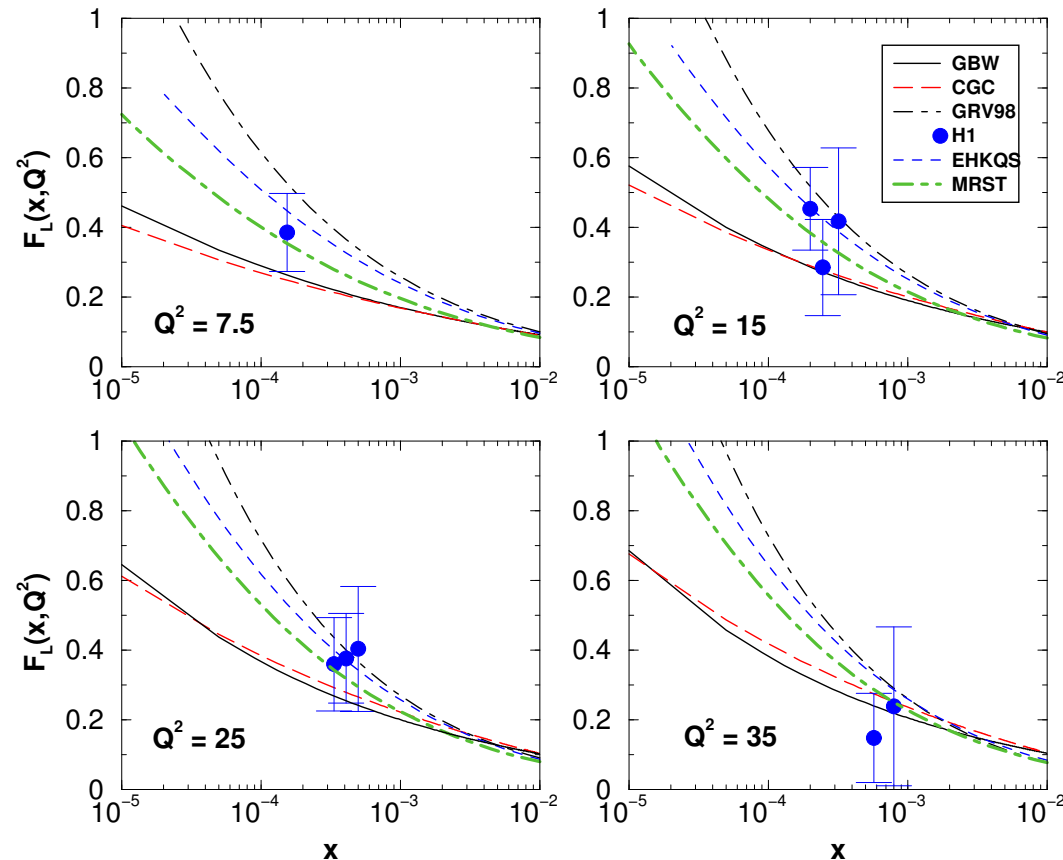 1
0.8
0.6
0.4
0.2
0
F_L(x,Q^2)
Q^2 = 7.5
10^-5 10^-4 10^-3 10^-2
1
0.8
0.6
0.4
0.2
0
GBW
CGC
GRV98
H1
EHKQS
MRST
Q^2 = 15
10^-5 10^-4 10^-3 10^-2
1
0.8
0.6
0.4
0.2
0
F_L(x,Q^2)
Q^2 = 25
10^-5 10^-4 10^-3 10^-2
x
1
0.8
0.6
0.4
0.2
0
Q^2 = 35
10^-5 10^-4 10^-3 10^-2
x